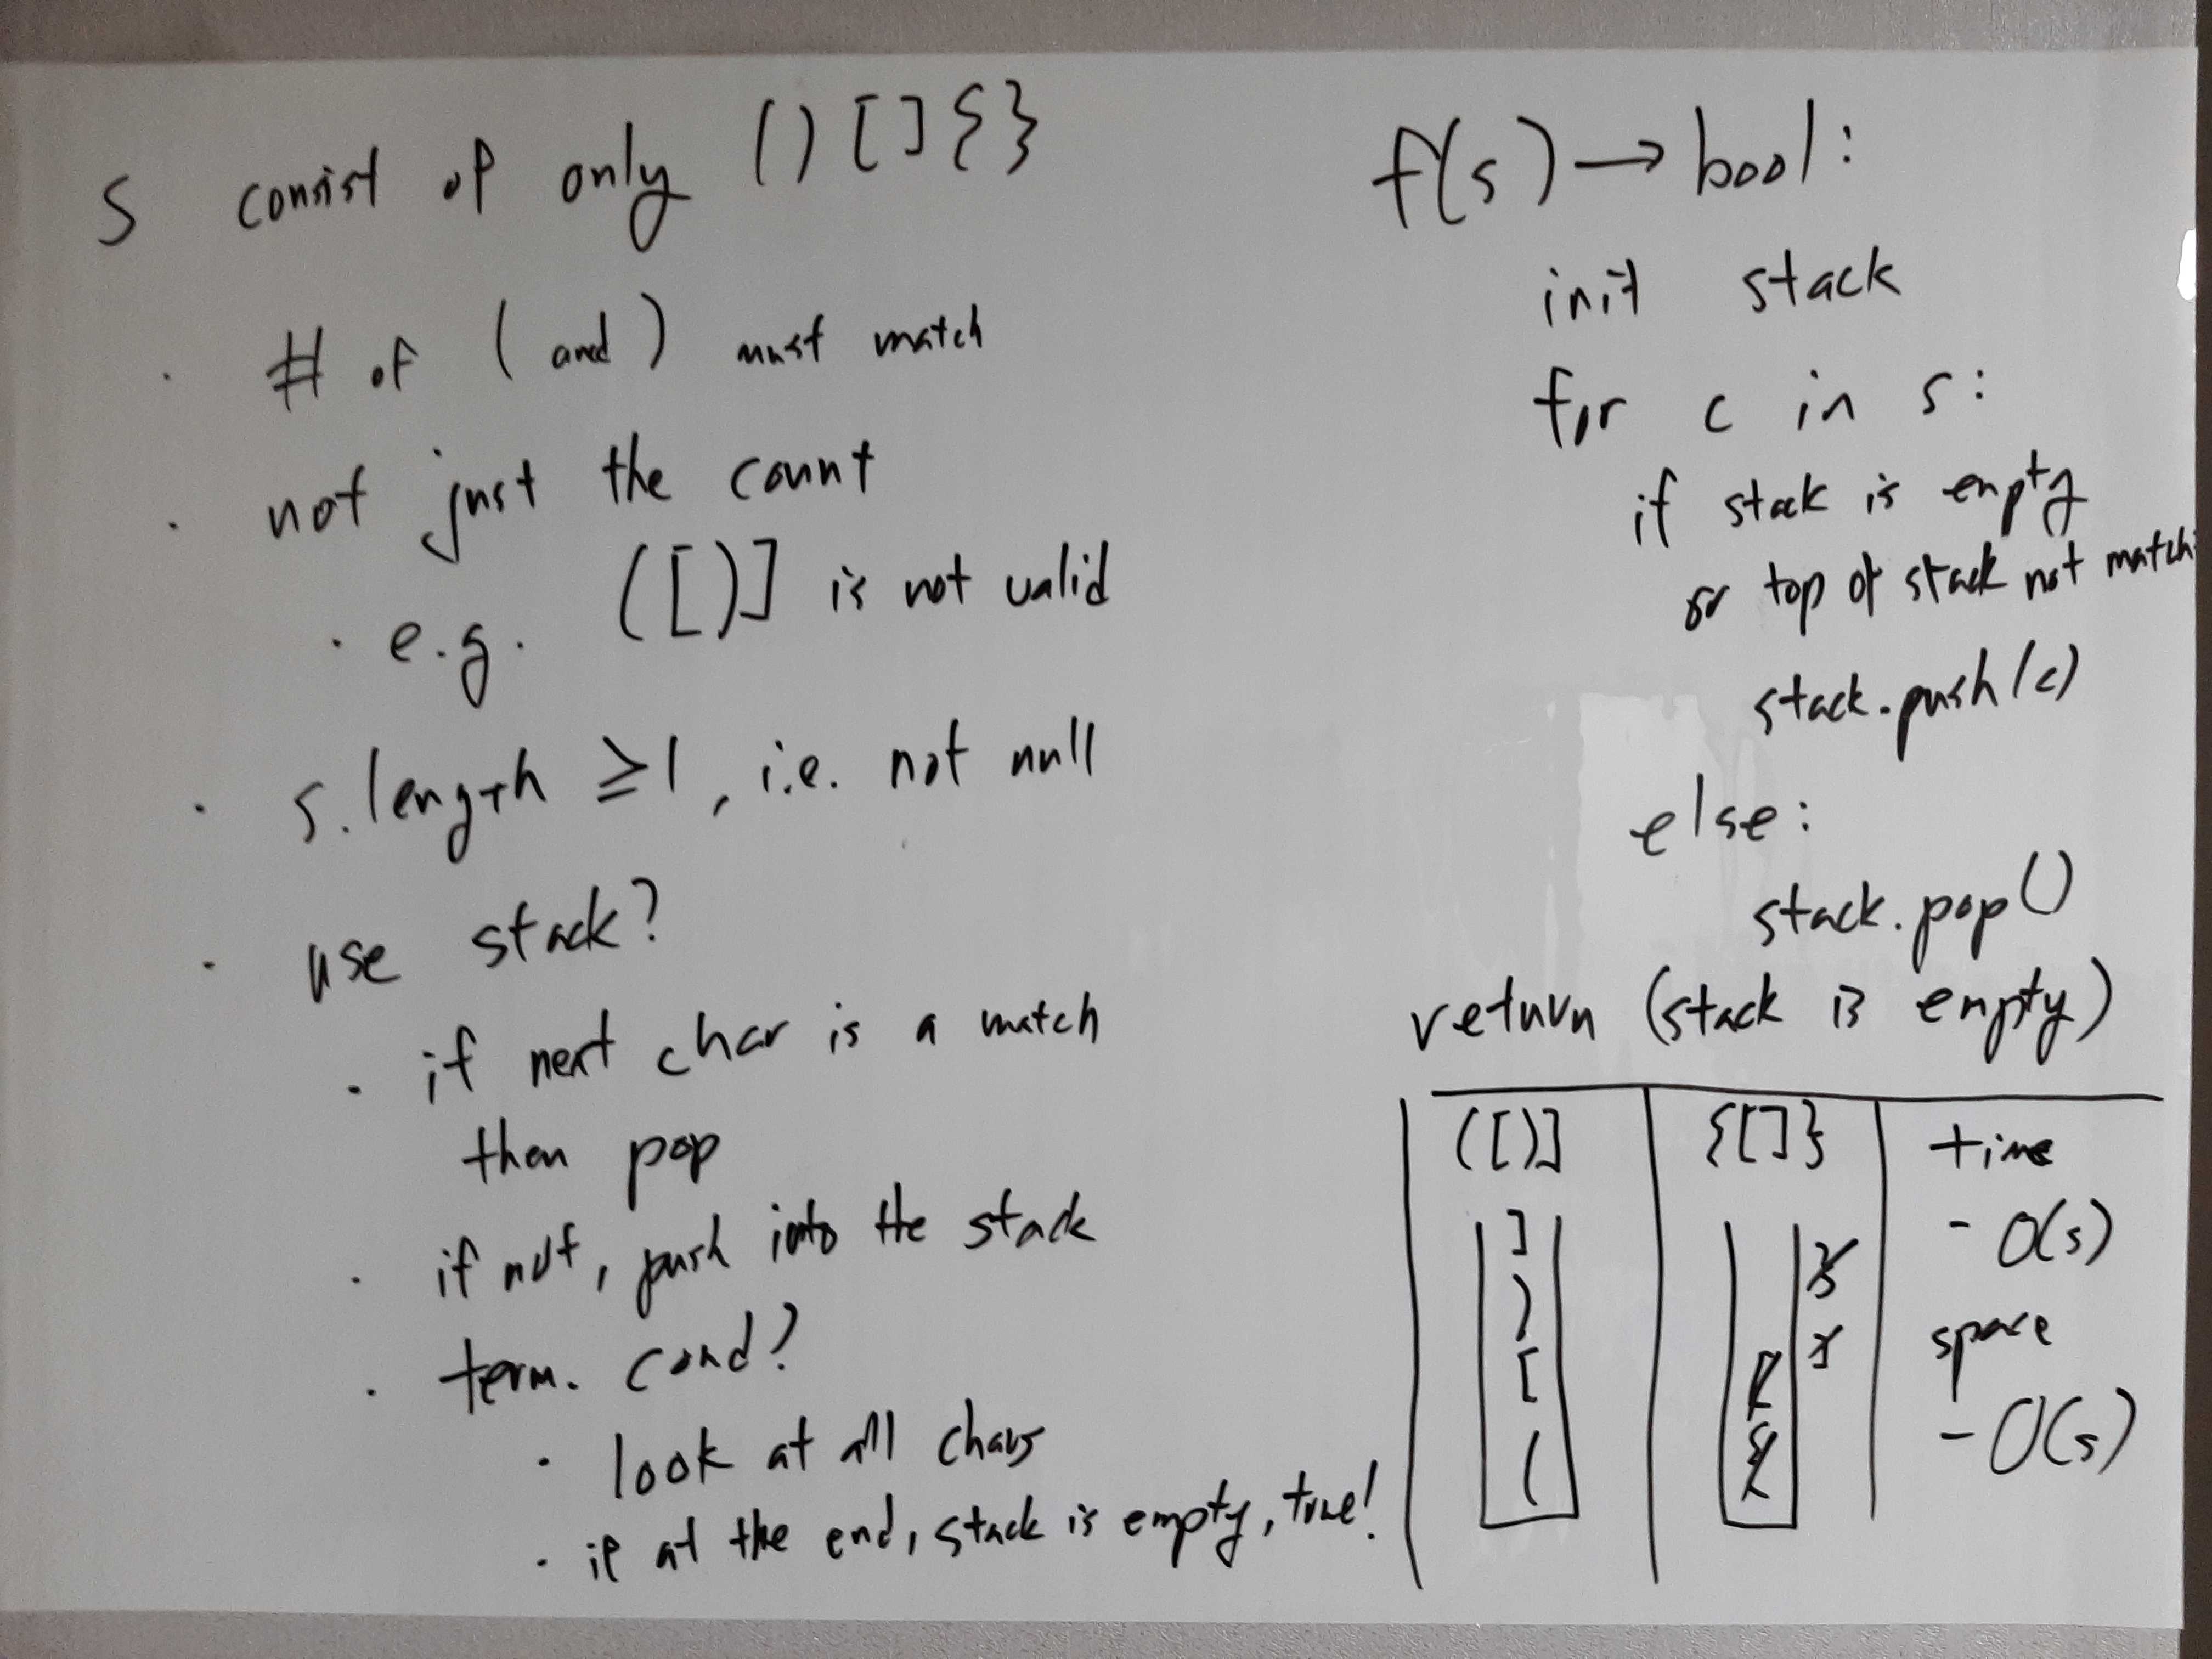 s consist of only ()[]{}
· # of ( and ) must match
· not just the count
· e.g. ([)] is not valid
· s.length ≥1, i.e. not null
· use stack?
· if next char is a match
then pop
· if not, push into the stack
· term. cond?
· look at all chars
· if at the end, stack is empty, true!
f(s) → bool:
init stack
for c in s:
if stack is empty
or top of stack not match:
stack.push(c)
else:
stack.pop()
return (stack is empty)
([)]
]
)
[
(
{[]}
}
]
[
{
time
- O(s)
space
- O(s)